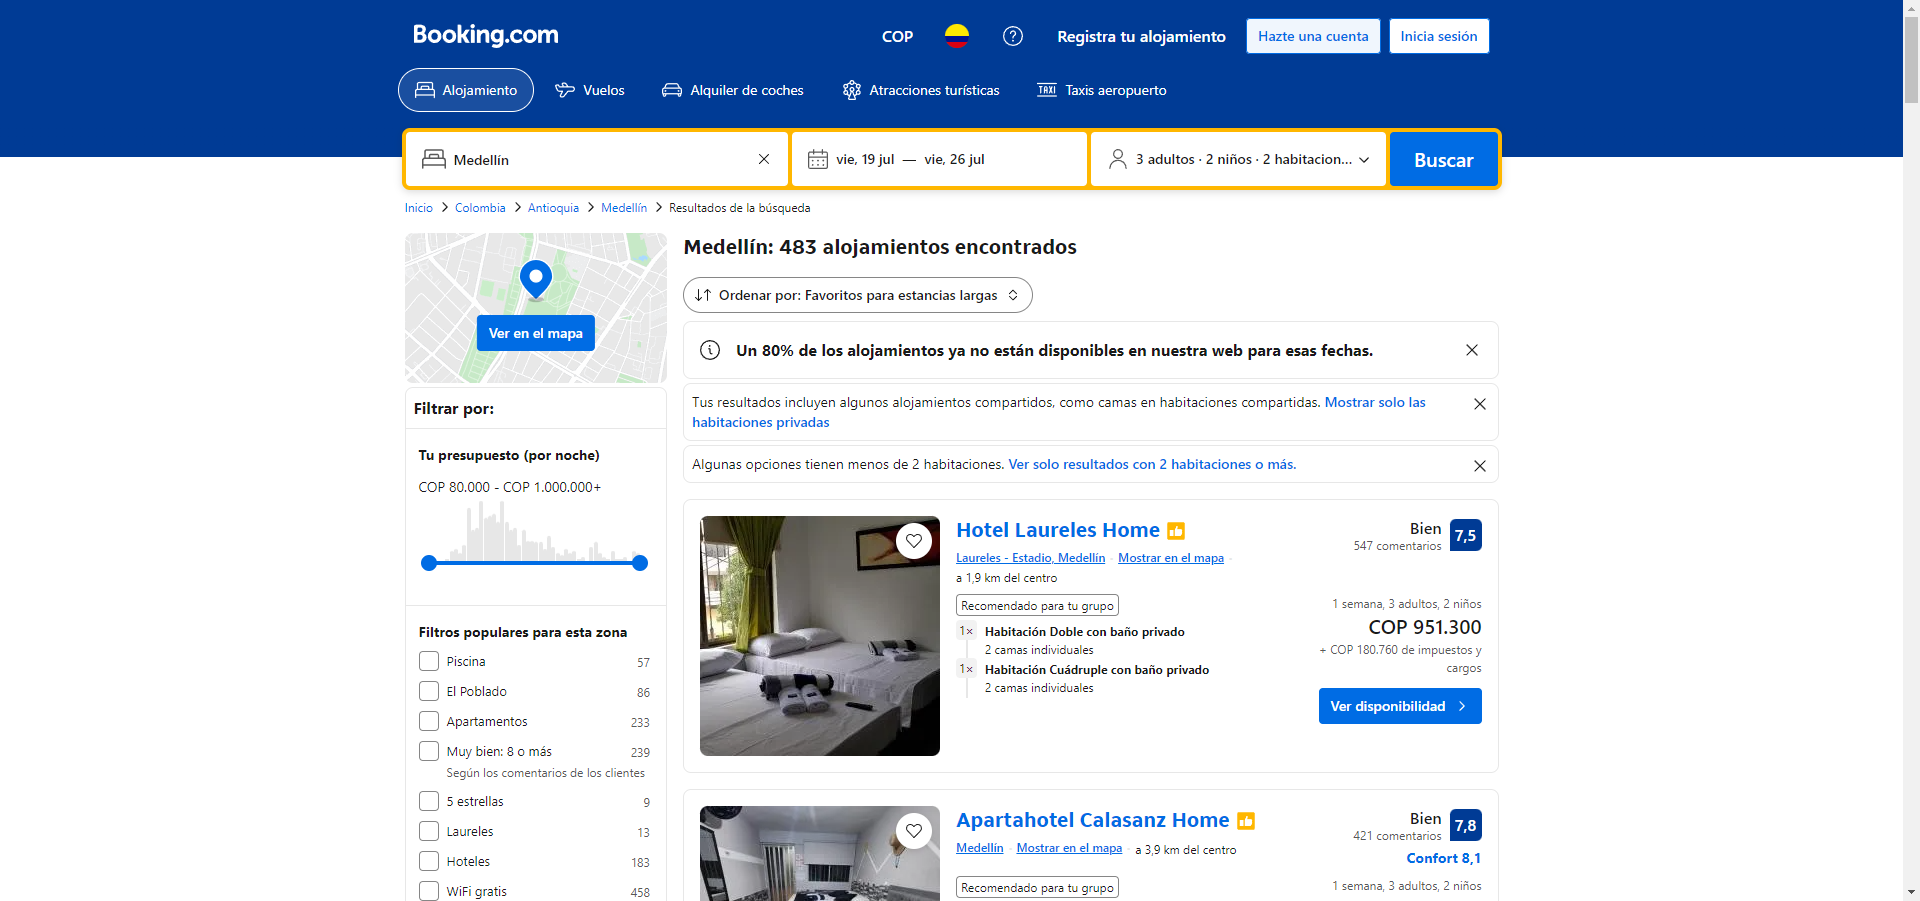 Booking.com
COP
Registra tu alojamiento
Hazte una cuenta
Inicia sesión
Alojamiento
Vuelos
Alquiler de coches
Atracciones turísticas
TAXI
Taxis aeropuerto
Medellín
vie, 19 jul — vie, 26 jul
3 adultos · 2 niños · 2 habitacion...
Buscar
Inicio
Colombia
Antioquia
Medellín
Resultados de la búsqueda
Ver en el mapa
Filtrar por:
Tu presupuesto (por noche)
COP 80.000 - COP 1.000.000+
Filtros populares para esta zona
Piscina 57
El Poblado 86
Apartamentos 233
Muy bien: 8 o más 239
Según los comentarios de los clientes
5 estrellas 9
Laureles 13
Hoteles 183
WiFi gratis 458
Medellín: 483 alojamientos encontrados
Ordenar por: Favoritos para estancias largas
Un 80% de los alojamientos ya no están disponibles en nuestra web para esas fechas.
Tus resultados incluyen algunos alojamientos compartidos, como camas en habitaciones compartidas. Mostrar solo las
habitaciones privadas
Algunas opciones tienen menos de 2 habitaciones. Ver solo resultados con 2 habitaciones o más.
Hotel Laureles Home
Laureles - Estadio, Medellín · Mostrar en el mapa ·
a 1,9 km del centro
Recomendado para tu grupo
1× Habitación Doble con baño privado
2 camas individuales
1× Habitación Cuádruple con baño privado
2 camas individuales
Bien
547 comentarios
7,5
1 semana, 3 adultos, 2 niños
COP 951.300
+ COP 180.760 de impuestos y
cargos
Ver disponibilidad
Apartahotel Calasanz Home
Medellín · Mostrar en el mapa · a 3,9 km del centro
Recomendado para tu grupo
Bien
421 comentarios
7,8
Confort 8,1
1 semana, 3 adultos, 2 niños